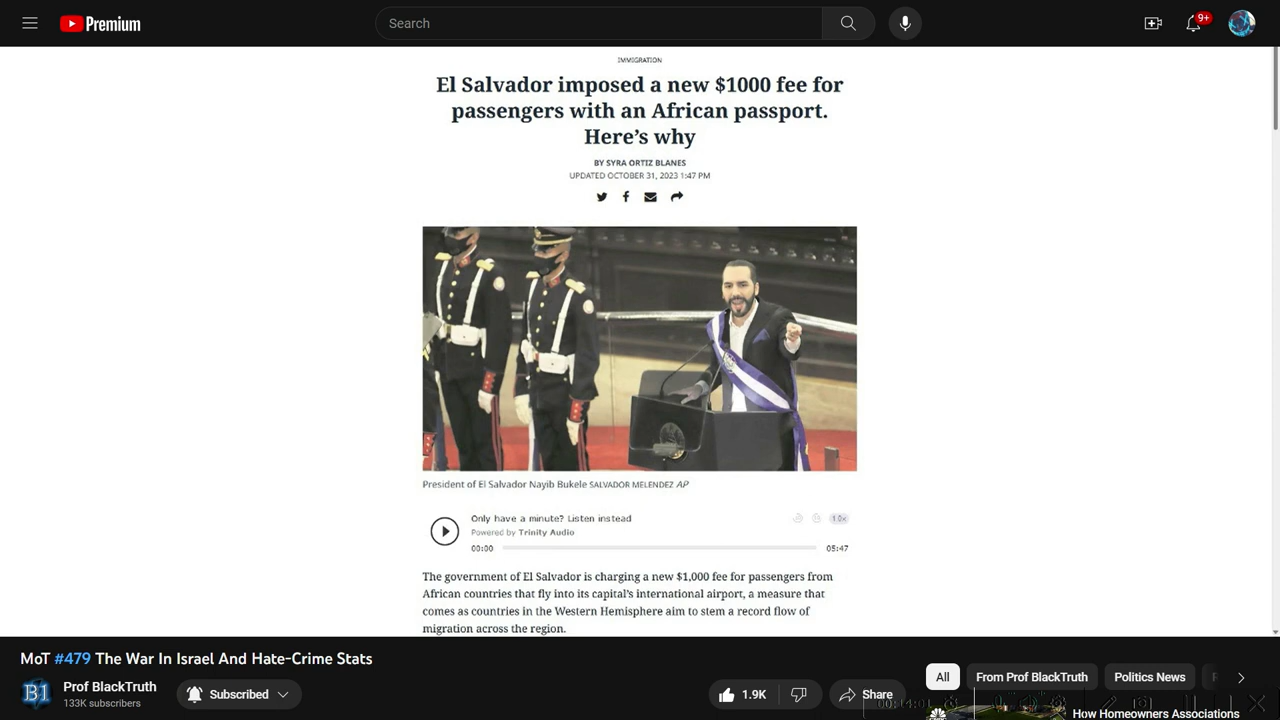 Premium
Search
9+
IMMIGRATION
El Salvador imposed a new $1000 fee for
passengers with an African passport.
Here's why
BY SYRA ORTIZ BLANES
UPDATED OCTOBER 31, 2023 1:47 PM
President of El Salvador Nayib Bukele SALVADOR MELENDEZ AP
Only have a minute? Listen instead
Powered by Trinity Audio
1.0x
00:00
05:47
The government of El Salvador is charging a new $1,000 fee for passengers from
African countries that fly into its capital's international airport, a measure that
comes as countries in the Western Hemisphere aim to stem a record flow of
migration across the region.
MoT #479 The War In Israel And Hate-Crime Stats
B1
Prof BlackTruth
133K subscribers
Subscribed
1.9K
Share
All
From Prof BlackTruth
Politics News
00:14:01
How Homeowners Associations